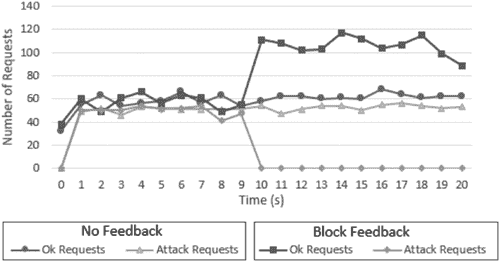 140
120
100
80
60
40
20
0
Number of Requests
0 1 2 3 4 5 6 7 8 9 10 11 12 13 14 15 16 17 18 19 20
Time (s)
No Feedback
Ok Requests Attack Requests
Block Feedback
Ok Requests Attack Requests